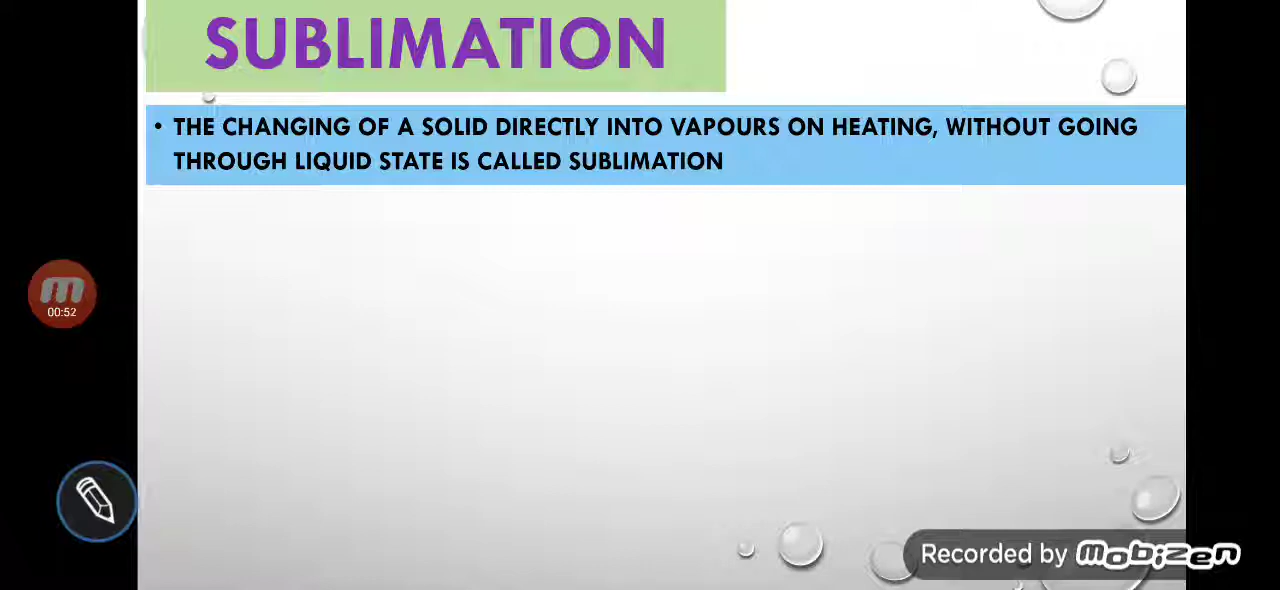 SUBLIMATION
• THE CHANGING OF A SOLID DIRECTLY INTO VAPOURS ON HEATING, WITHOUT GOING
THROUGH LIQUID STATE IS CALLED SUBLIMATION
00:52
Recorded by mobizen